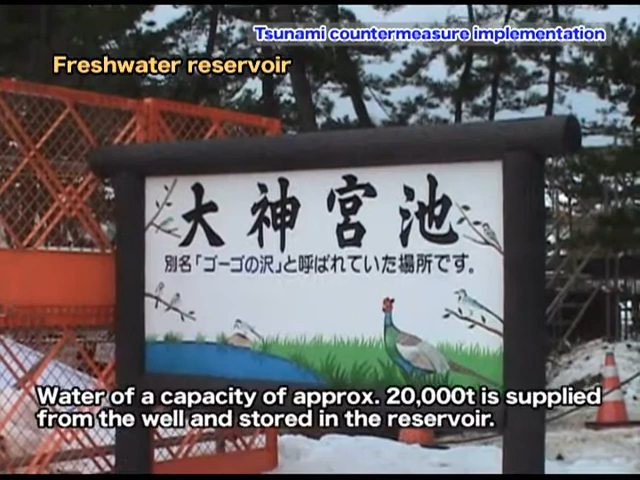 Tsunami countermeasure implementation
Freshwater reservoir
大神宮池
別名「ゴーゴの沢」と呼ばれていた場所です。
Water of a capacity of approx. 20,000t is supplied
from the well and stored in the reservoir.